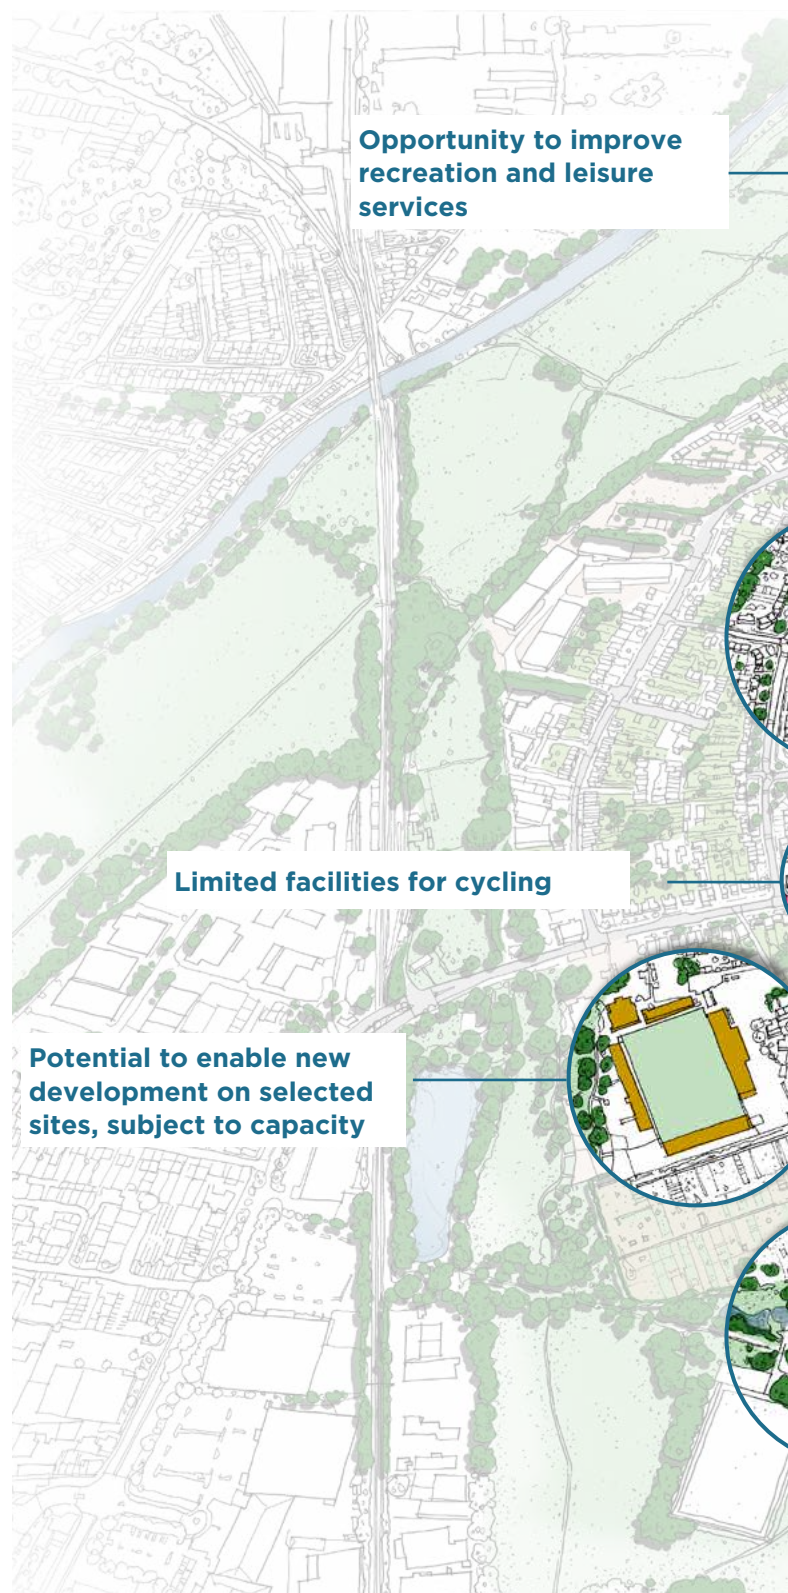 Opportunity to improve
recreation and leisure
services
Limited facilities for cycling
Potential to enable new
development on selected
sites, subject to capacity